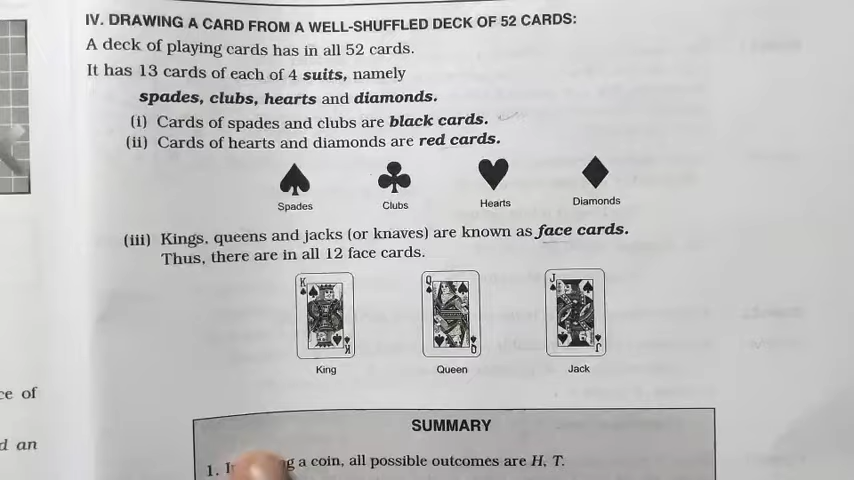 IV. DRAWING A CARD FROM A WELL-SHUFFLED DECK OF 52 CARDS:
A deck of playing cards has in all 52 cards.
It has 13 cards of each of 4 suits, namely
spades, clubs, hearts and diamonds.
(i) Cards of spades and clubs are black cards.
(ii) Cards of hearts and diamonds are red cards.
Spades Clubs Hearts Diamonds
(iii) Kings, queens and jacks (or knaves) are known as face cards.
Thus, there are in all 12 face cards.
K Q J
K Q J
King Queen Jack
ce of
d an
SUMMARY
1. a coin, all possible outcomes are H, T.